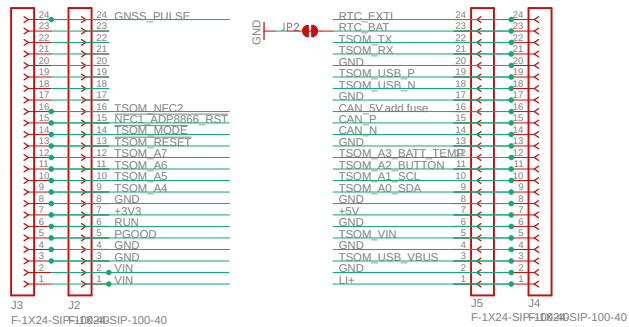 24 24 GNSS_PULSE
23 23
22 22
21 21
20 20
19 19
18 18
17 17
16 16 TSOM_NFC2
15 15 NFC1_ADP8866_RST
14 14 TSOM_MODE
13 13 TSOM_RESET
12 12 TSOM_A7
11 11 TSOM_A6
10 10 TSOM_A5
9 9 TSOM_A4
8 8 GND
7 7 +3V3
6 6 RUN
5 5 PGOOD
4 4 GND
3 3 GND
2 2 VIN
1 1 VIN
J3 J2
GND JP2
RTC_EXTI 24 24
RTC_BAT 23 23
TSOM_TX 22 22
TSOM_RX 21 21
GND 20 20
TSOM_USB_P 19 19
TSOM_USB_N 18 18
GND 17 17
CAN_5V add fuse 16 16
CAN_P 15 15
CAN_N 14 14
GND 13 13
TSOM_A3_BATT_TEMP 12 12
TSOM_A2_BUTTON 11 11
TSOM_A1_SCL 10 10
TSOM_A0_SDA 9 9
GND 8 8
+5V 7 7
GND 6 6
TSOM_VIN 5 5
GND 4 4
TSOM_USB_VBUS 3 3
GND 2 2
LI+ 1 1
J5 J4
F-1X24-SIP-100-40
F-1X24-SIP-100-40
F-1X24-SIP-100-40
F-1X24-SIP-100-40